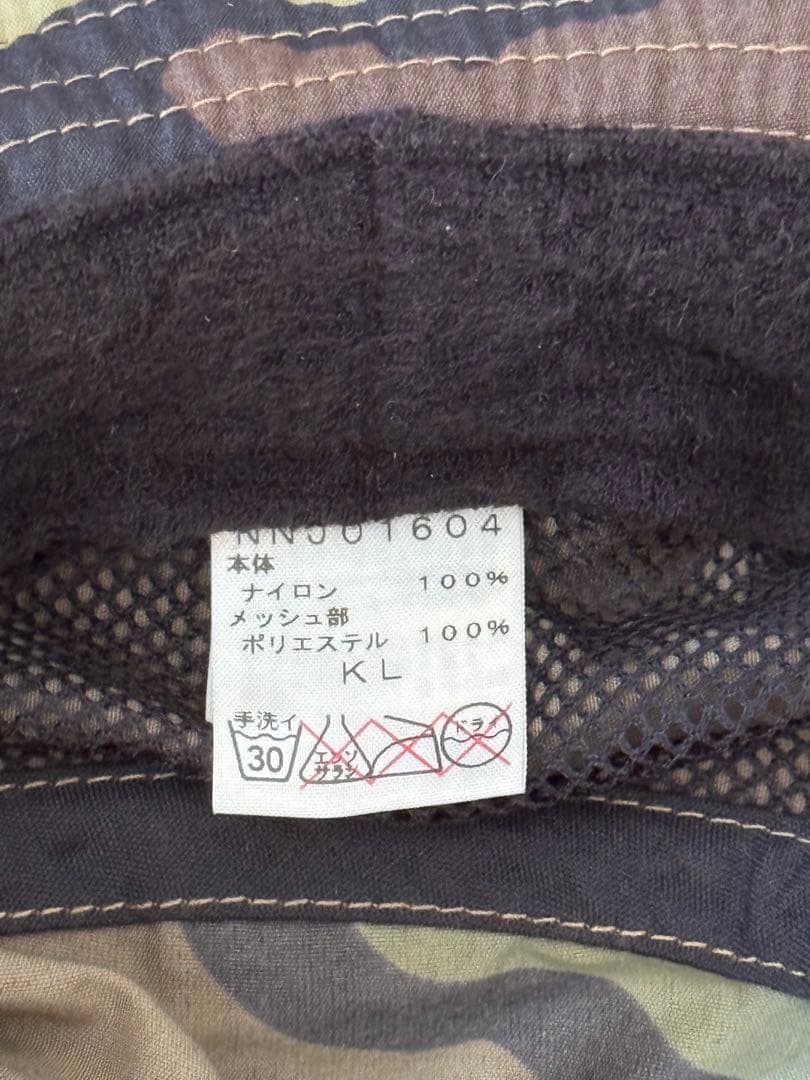 NNJ01604
本体
ナイロン 100%
メッシュ部
ポリエステル 100%
KL
手洗イ
30
エンソ
サラシ
ドライ